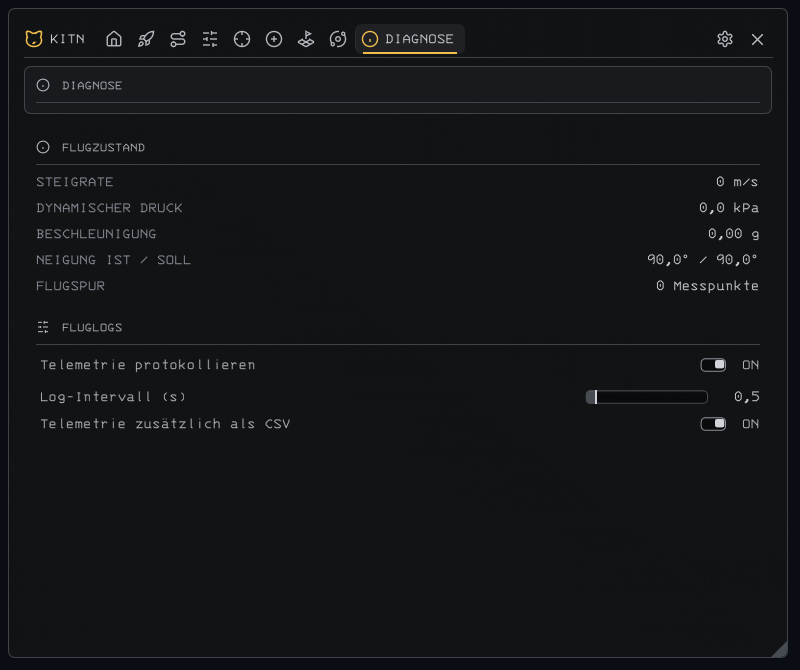 KITN DIAGNOSE
DIAGNOSE
FLUGZUSTAND
STEIGRATE 0 m/s
DYNAMISCHER DRUCK 0,0 kPa
BESCHLEUNIGUNG 0,00 g
NEIGUNG IST / SOLL 90,0° / 90,0°
FLUGSPUR 0 Messpunkte
FLUGLOGS
Telemetrie protokollieren ON
Log-Intervall (s) 0,5
Telemetrie zusätzlich als CSV ON